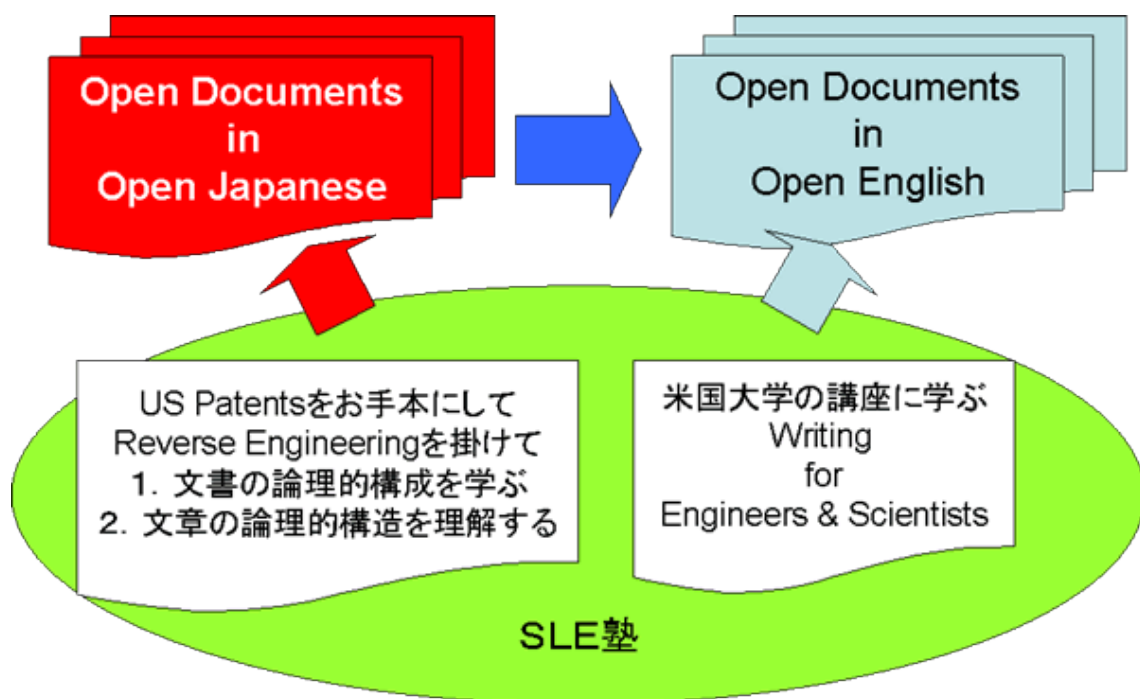 Open Documents
in
Open Japanese
Open Documents
in
Open English
US Patentsをお手本にして
Reverse Engineeringを掛けて
1．文書の論理的構成を学ぶ
2．文章の論理的構造を理解する
米国大学の講座に学ぶ
Writing
for
Engineers & Scientists
SLE塾